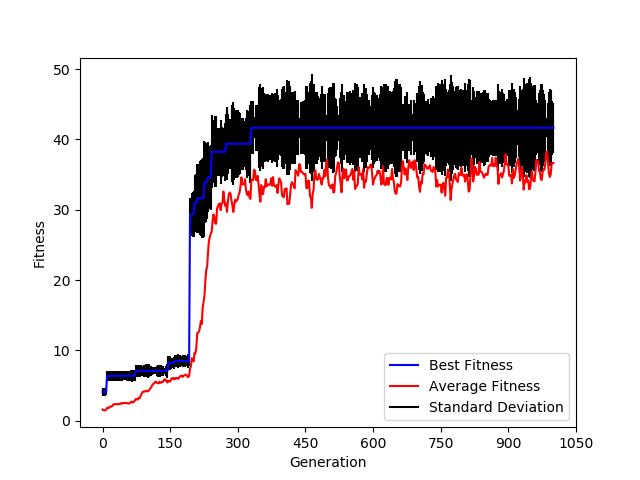 50
40
30
20
10
0
Fitness
0 150 300 450 600 750 900 1050
Generation
Best Fitness
Average Fitness
Standard Deviation